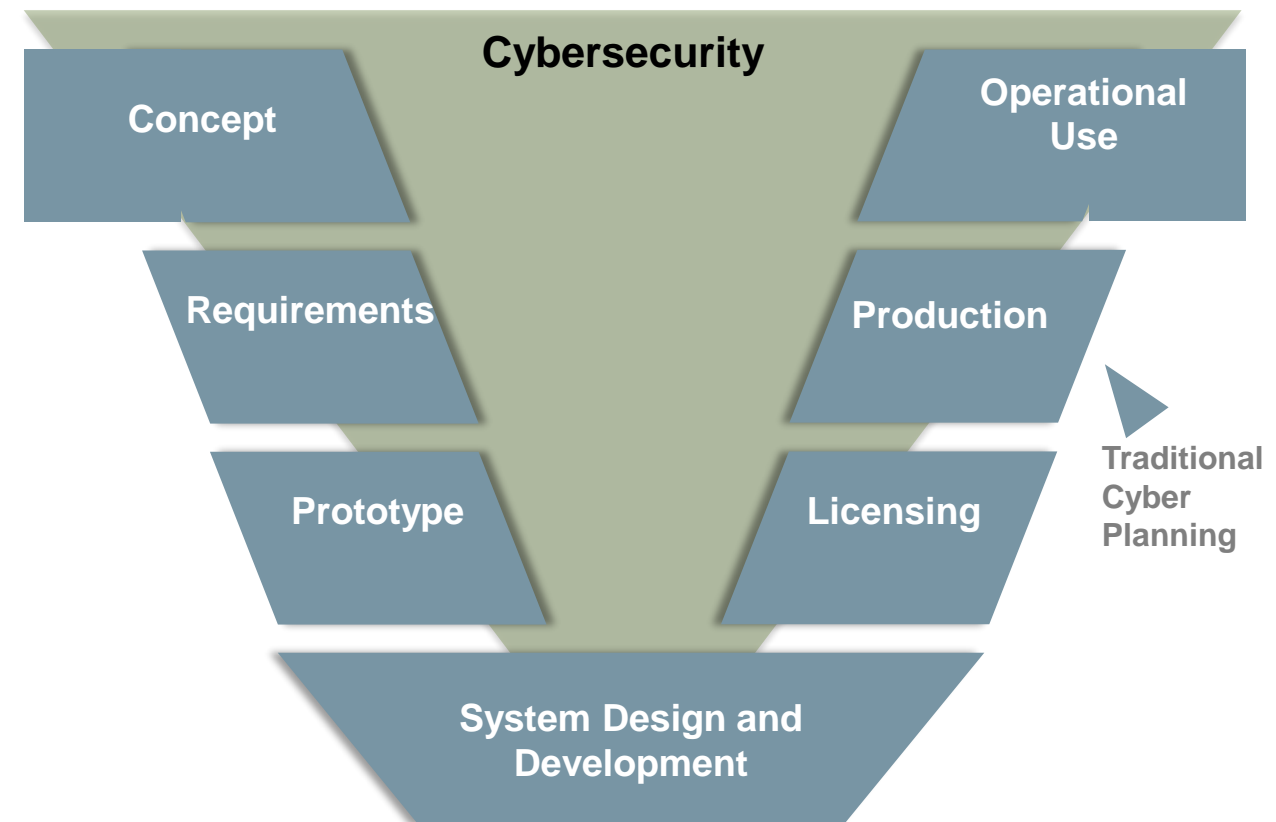 Cybersecurity
Concept
Operational
Use
Requirements
Production
Prototype
Licensing
Traditional
Cyber
Planning
System Design and
Development